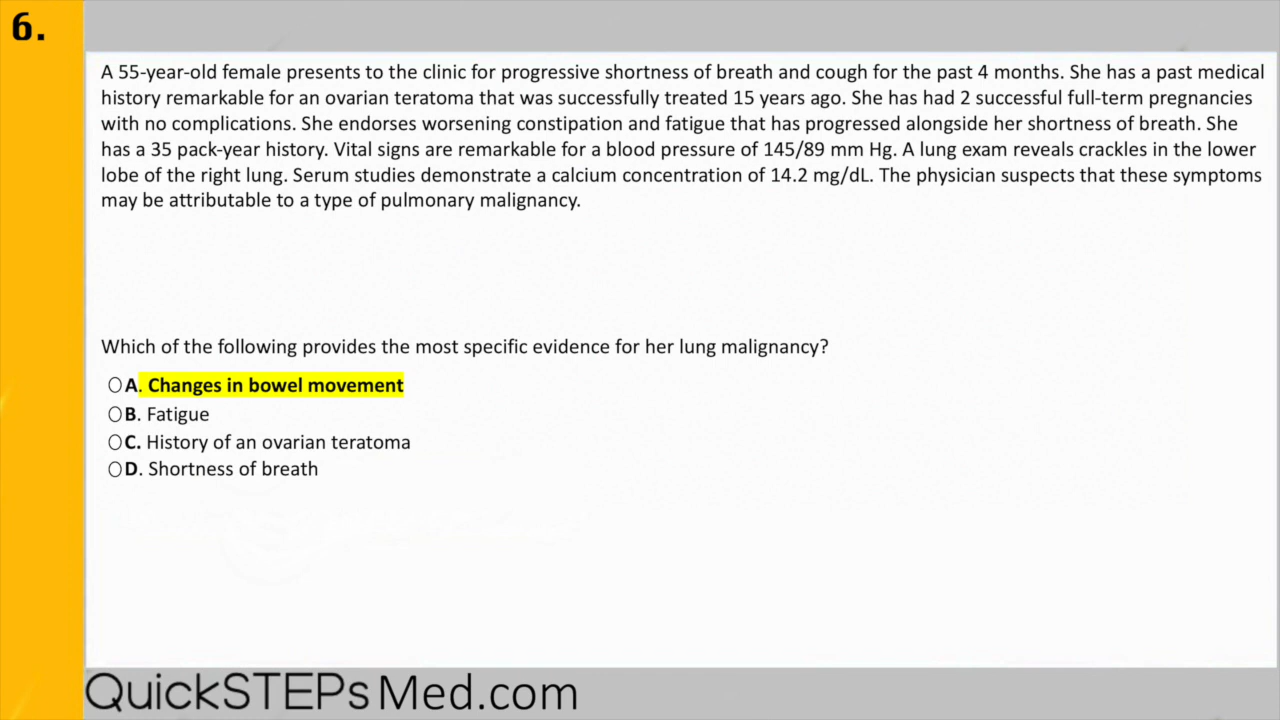 6.
A 55-year-old female presents to the clinic for progressive shortness of breath and cough for the past 4 months. She has a past medical
history remarkable for an ovarian teratoma that was successfully treated 15 years ago. She has had 2 successful full-term pregnancies
with no complications. She endorses worsening constipation and fatigue that has progressed alongside her shortness of breath. She
has a 35 pack-year history. Vital signs are remarkable for a blood pressure of 145/89 mm Hg. A lung exam reveals crackles in the lower
lobe of the right lung. Serum studies demonstrate a calcium concentration of 14.2 mg/dL. The physician suspects that these symptoms
may be attributable to a type of pulmonary malignancy.
Which of the following provides the most specific evidence for her lung malignancy?
A. Changes in bowel movement
B. Fatigue
C. History of an ovarian teratoma
D. Shortness of breath
QuickSTEPsMed.com